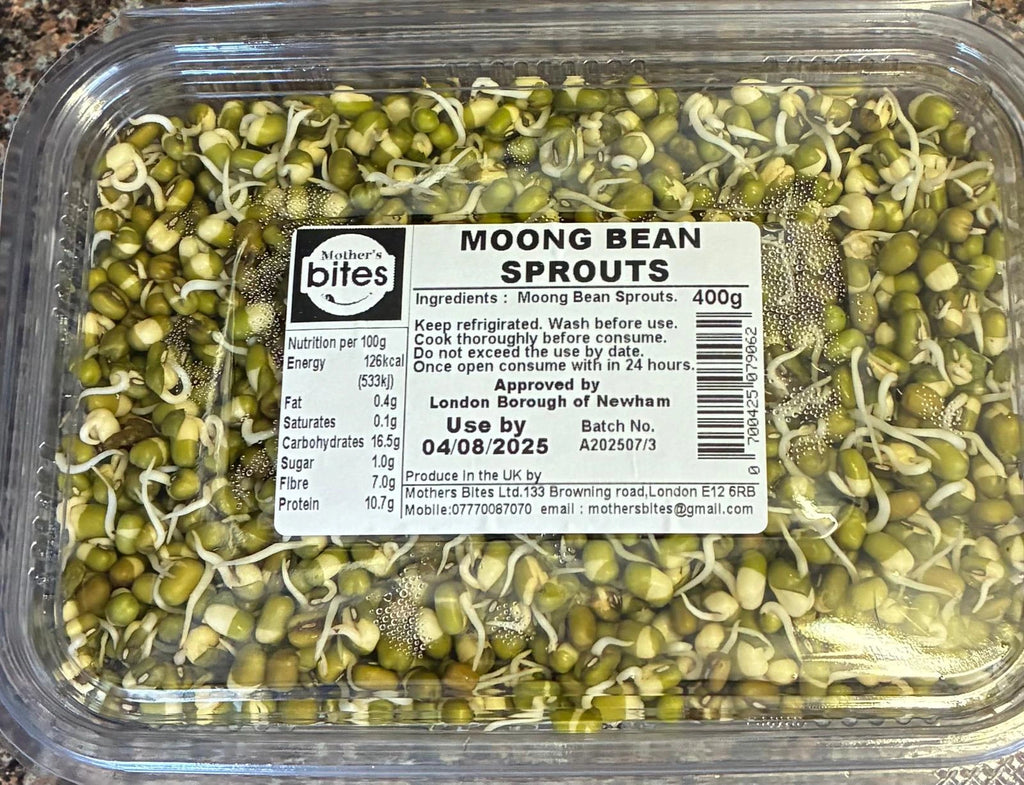 Mother's
bites
MOONG BEAN
SPROUTS
Ingredients : Moong Bean Sprouts. 400g
Keep refrigirated. Wash before use.
Cook thoroughly before consume.
Do not exceed the use by date.
Once open consume with in 24 hours.
Approved by
London Borough of Newham
Use by
04/08/2025
Batch No.
A202507/3
Nutrition per 100g
Energy 126kcal
(533kj)
Fat 0.4g
Saturates 0.1g
Carbohydrates 16.5g
Sugar 1.0g
Fibre 7.0g
Protein 10.7g
Produce In the UK by
Mothers Bites Ltd.133 Browning road,London E12 6RB
Mobile:07770087070 email : mothersbites@gmail.com
0 700425 079062